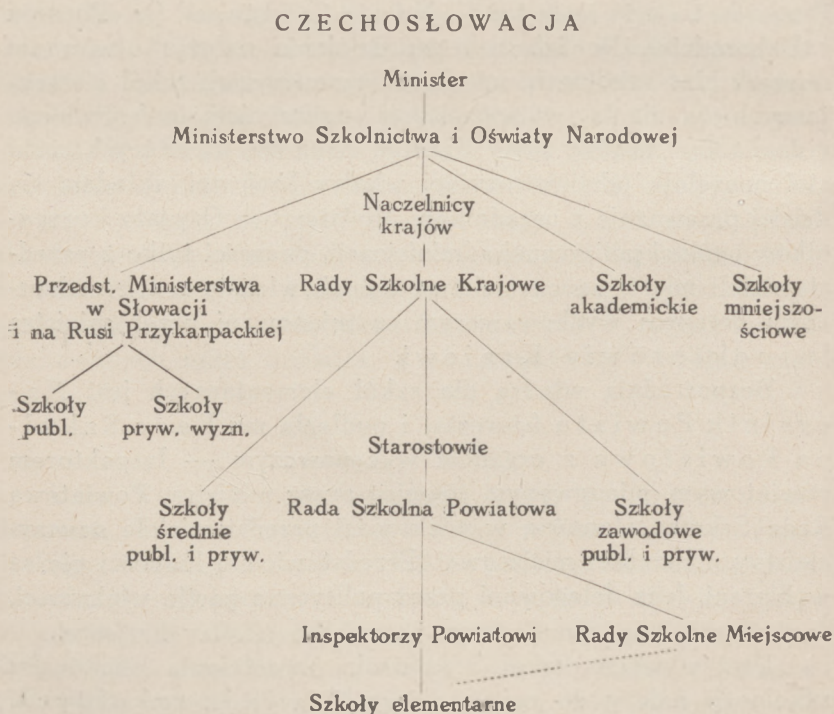 CZECHOSŁOWACJA
Minister
Ministerstwo Szkolnictwa i Oświaty Narodowej
Naczelnicy
krajów
Przedst. Ministerstwa
w Słowacji
i na Rusi Przykarpackiej
Rady Szkolne Krajowe
Szkoły
akademickie
Szkoły
mniejszo-
ściowe
Szkoły
publ.
Szkoły
pryw. wyzn.
Starostowie
Szkoły
średnie
publ. i pryw.
Rada Szkolna Powiatowa
Szkoły
zawodowe
publ. i pryw.
Inspektorzy Powiatowi
Rady Szkolne Miejscowe
Szkoły elementarne